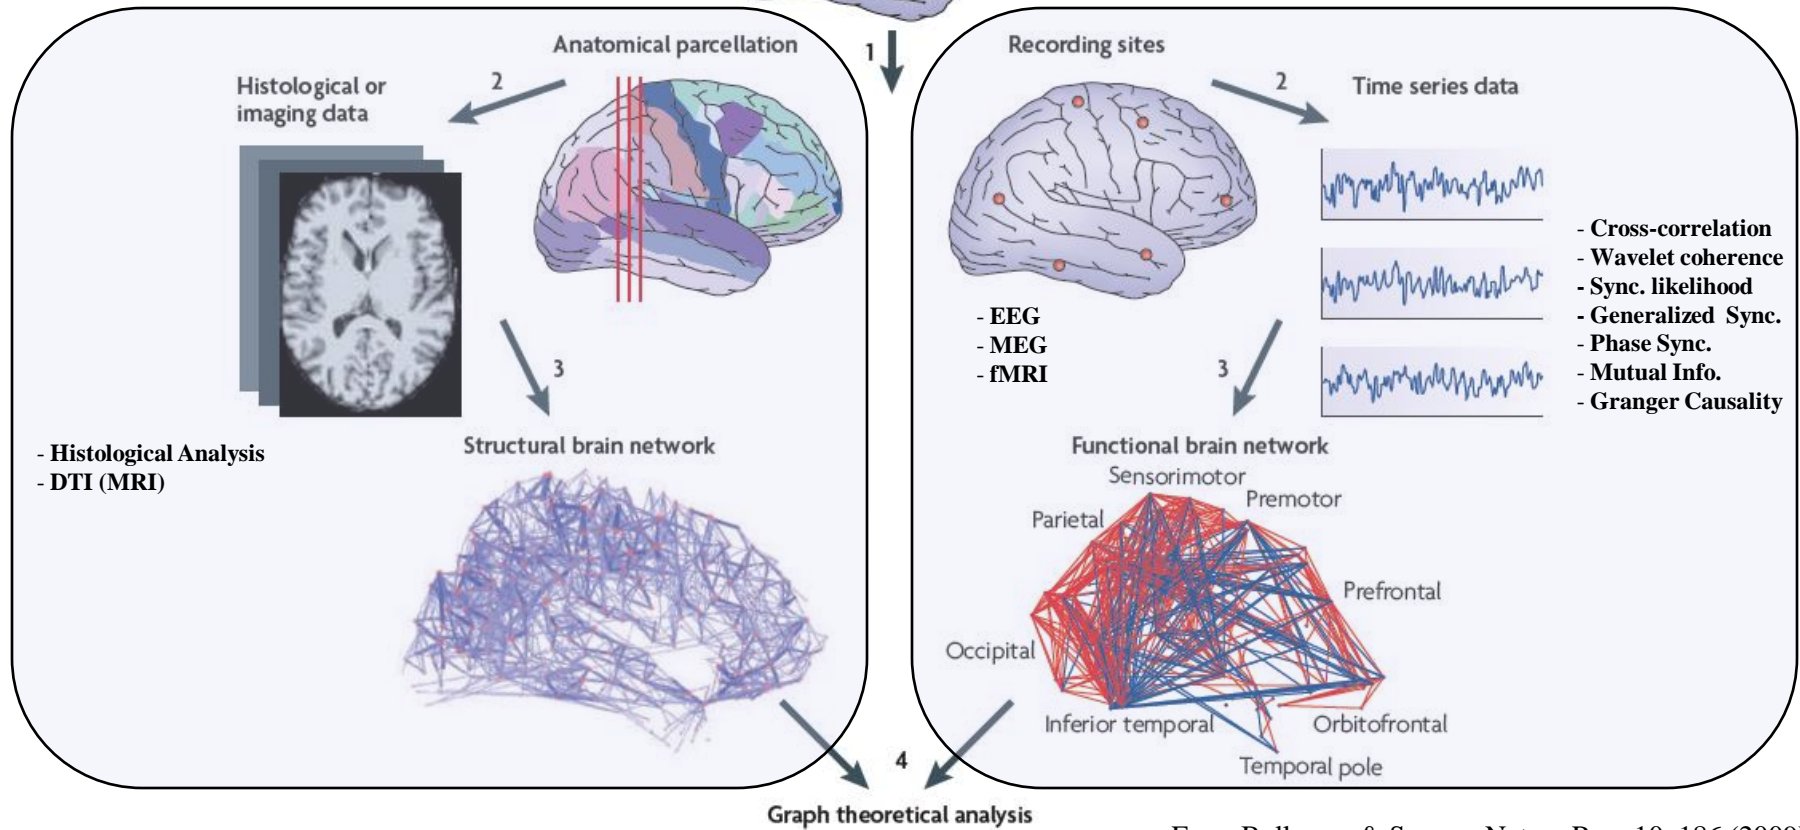 1
Anatomical parcellation
2
Histological or
imaging data
3
- Histological Analysis
- DTI (MRI)
Structural brain network
Recording sites
2
Time series data
- EEG
- MEG
- fMRI
3
- Cross-correlation
- Wavelet coherence
- Sync. likelihood
- Generalized Sync.
- Phase Sync.
- Mutual Info.
- Granger Causality
Functional brain network
Sensorimotor
Premotor
Parietal
Prefrontal
Occipital
Inferior temporal
Orbitofrontal
Temporal pole
4
Graph theoretical analysis